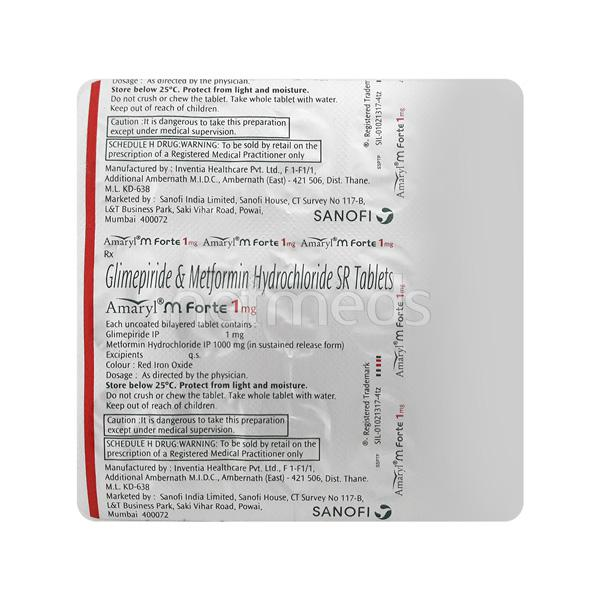 Dosage : As directed by the physician.
Store below 25°C. Protect from light and moisture.
Do not crush or chew the tablet. Take whole tablet with water.
Keep out of reach of children.
Caution :It is dangerous to take this preparation
except under medical supervision.
SCHEDULE H DRUG:WARNING: To be sold by retail on the
prescription of a Registered Medical Practitioner only
Manufactured by : Inventia Healthcare Pvt. Ltd., F 1-F1/1,
Additional Ambernath M.I.D.C., Ambernath (East) - 421 506, Dist. Thane.
M.L. KD-638
Marketed by : Sanofi India Limited, Sanofi House, CT Survey No 117-B,
L&T Business Park, Saki Vihar Road, Powai,
Mumbai 400072
SANOFI
®. Registered Tradem
SIL-01021317-4tz
SSPTP
Amaryl®M Forte 1mg
Amaryl®M Forte 1mg Amaryl®M Forte 1mg Amaryl®M Forte 1mg
Rx
Glimepiride & Metformin Hydrochloride SR Tablets
Amaryl®M Forte 1mg
Each uncoated bilayered tablet contains :
Glimepiride IP 1 mg
Metformin Hydrochloride IP 1000 mg (in sustained release form)
Excipients q.s.
Colour : Red Iron Oxide
Dosage : As directed by the physician.
Store below 25°C. Protect from light and moisture.
Do not crush or chew the tablet. Take whole tablet with water.
Keep out of reach of children.
Caution :It is dangerous to take this preparation
except under medical supervision.
SCHEDULE H DRUG:WARNING: To be sold by retail on the
prescription of a Registered Medical Practitioner only
Manufactured by : Inventia Healthcare Pvt. Ltd., F 1-F1/1,
Additional Ambernath M.I.D.C., Ambernath (East) - 421 506, Dist. Thane.
M.L. KD-638
Marketed by : Sanofi India Limited, Sanofi House, CT Survey No 117-B,
L&T Business Park, Saki Vihar Road, Powai,
Mumbai 400072
SANOFI
®. Registered Trademark
SIL-01021317-4tz
SSPTP
Amaryl®M Forte 1mg
Amaryl®M Forte 1mg
Amaryl®M Forte 1mg